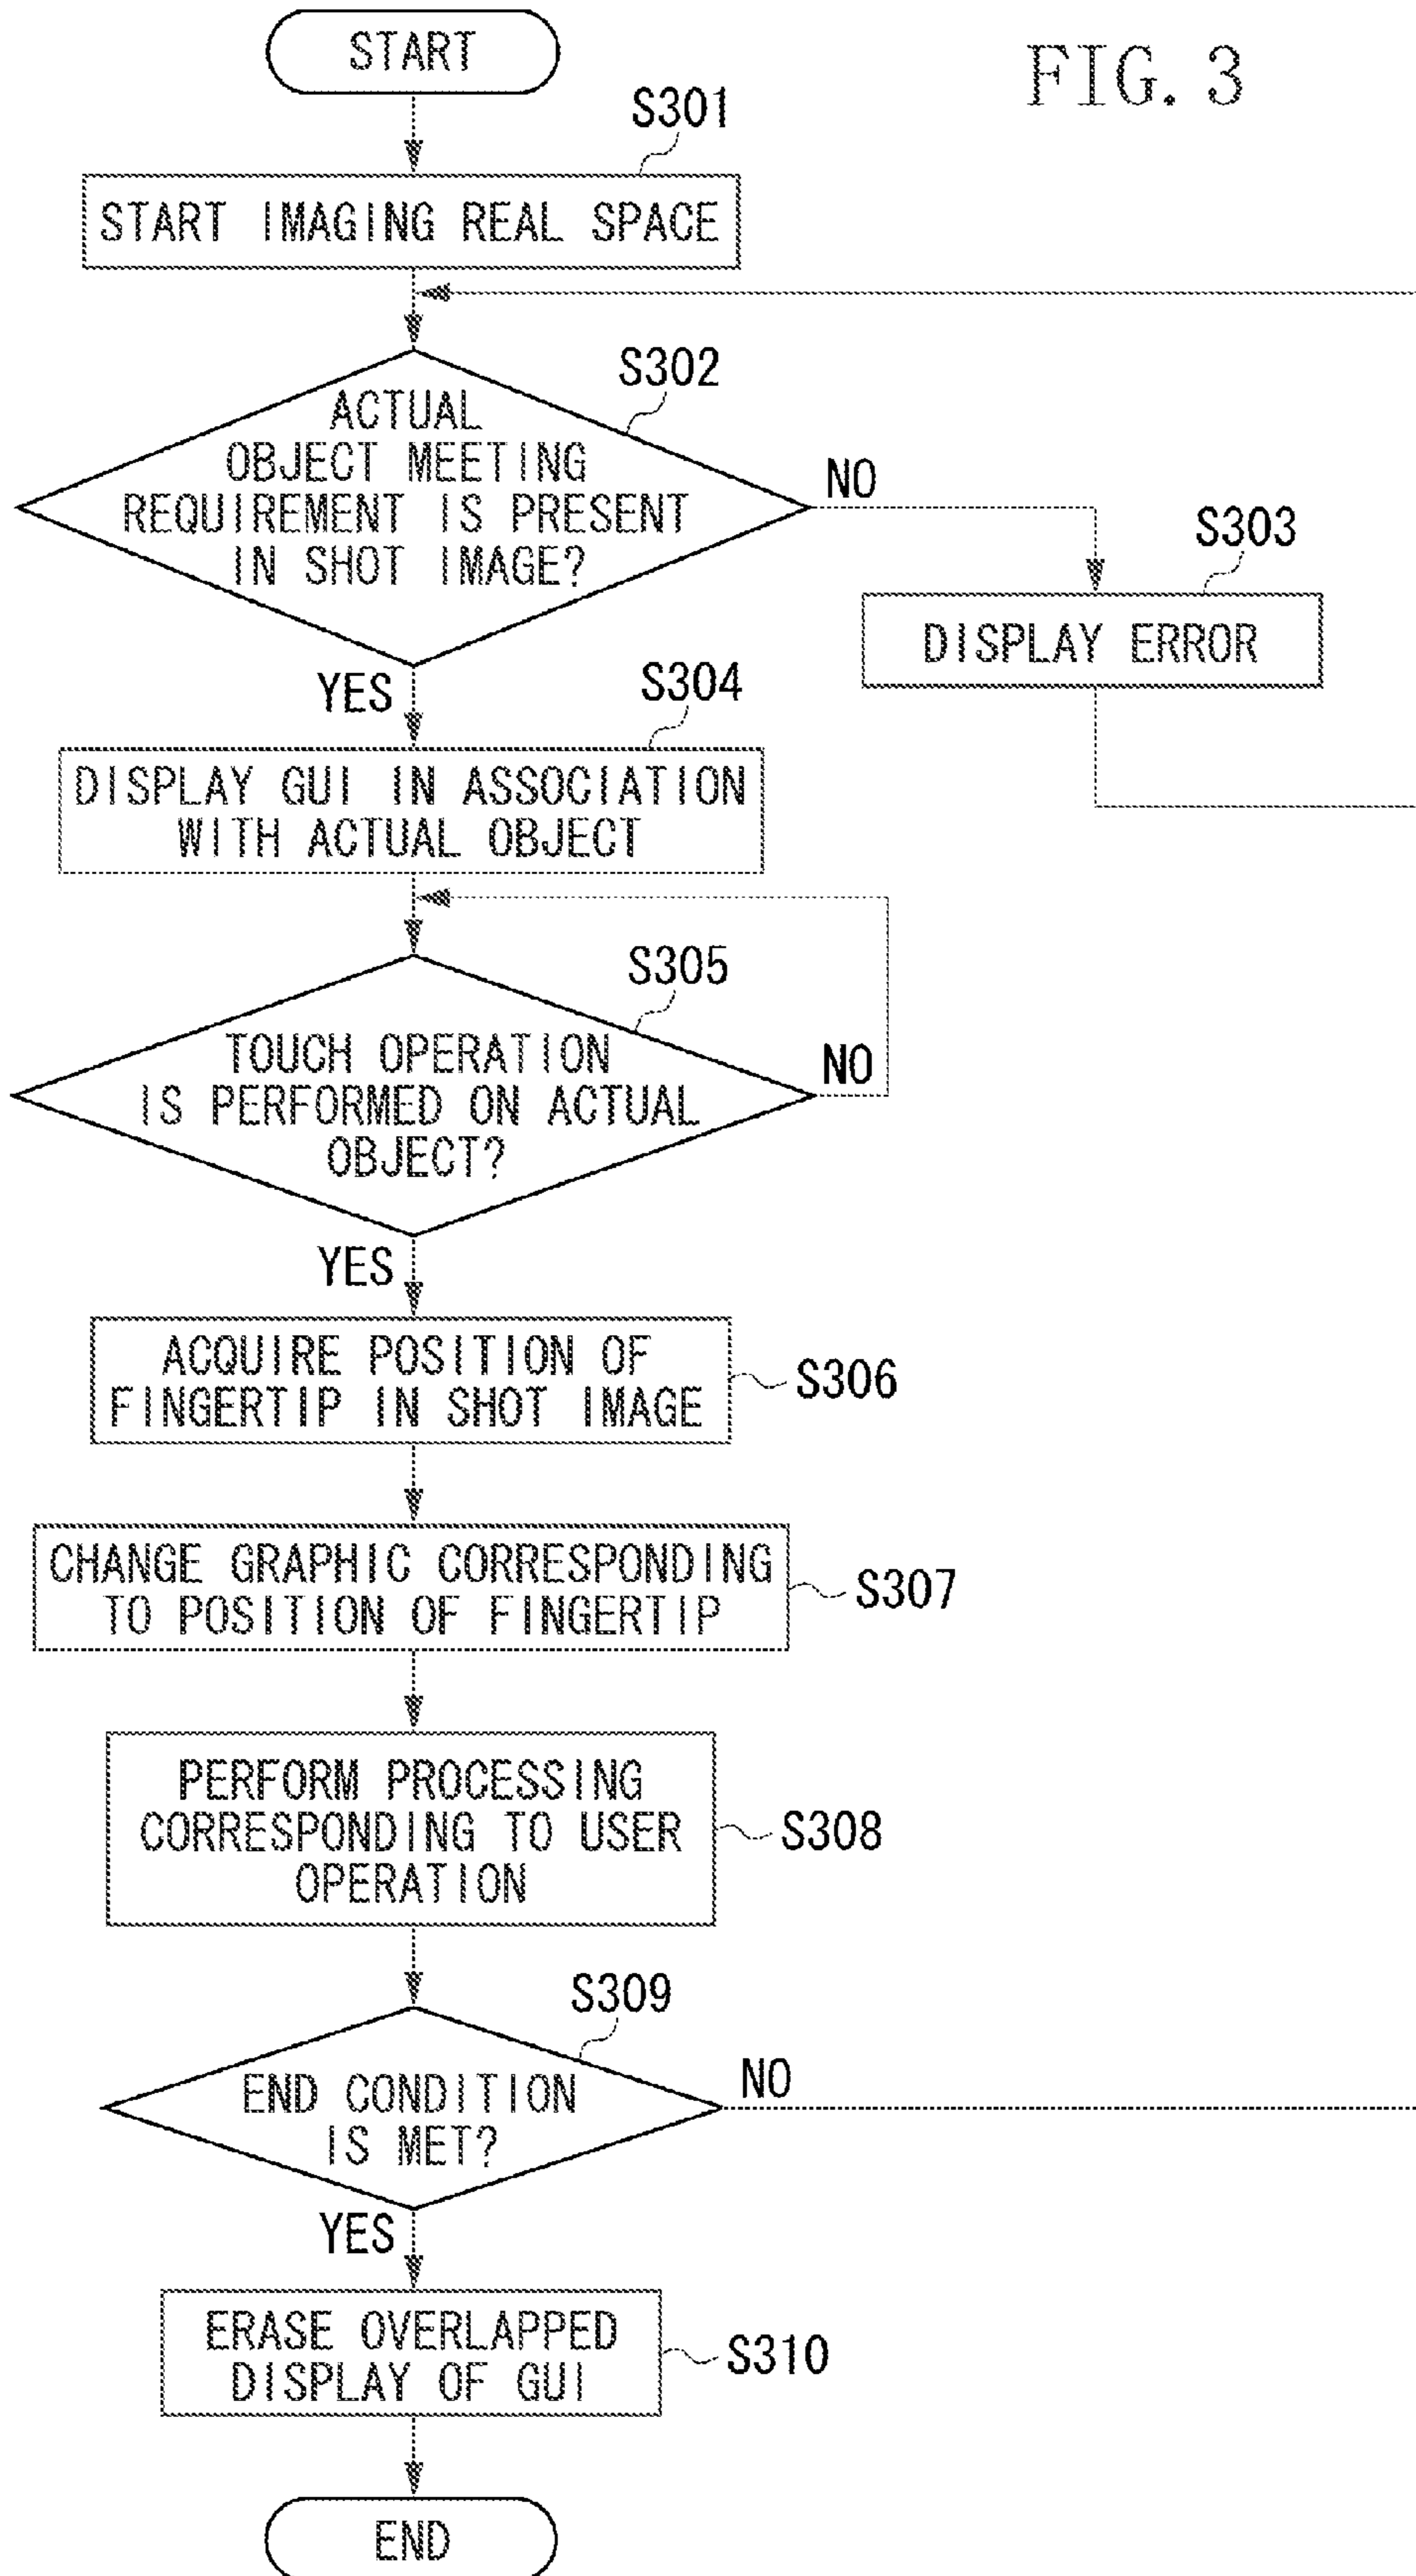 START
FIG. 3
S301
START IMAGING REAL SPACE
S302
ACTUAL
OBJECT MEETING
REQUIREMENT IS PRESENT
IN SHOT IMAGE?
NO
S303
DISPLAY ERROR
YES
S304
DISPLAY GUI IN ASSOCIATION
WITH ACTUAL OBJECT
S305
TOUCH OPERATION
IS PERFORMED ON ACTUAL
OBJECT?
NO
YES
ACQUIRE POSITION OF
FINGERTIP IN SHOT IMAGE
S306
CHANGE GRAPHIC CORRESPONDING
TO POSITION OF FINGERTIP
S307
PERFORM PROCESSING
CORRESPONDING TO USER
OPERATION
S308
S309
END CONDITION
IS MET?
NO
YES
ERASE OVERLAPPED
DISPLAY OF GUI
S310
END